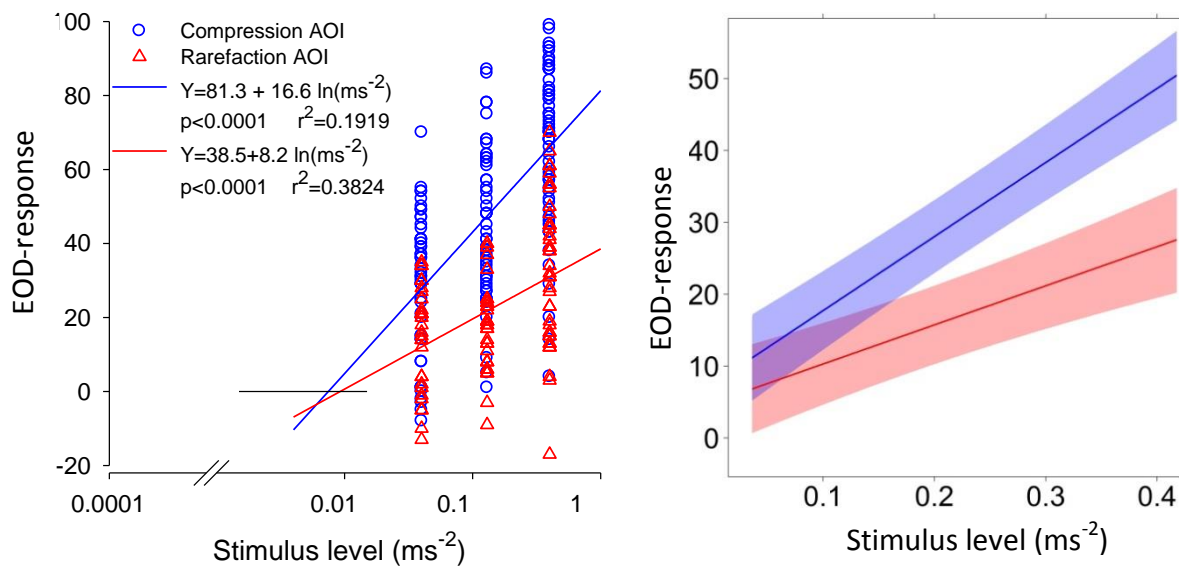 100
80
60
40
20
0
-20
EOD-response
Compression AOI
Rarefaction AOI
Y=81.3 + 16.6 ln(ms⁻²)
p<0.0001 r²=0.1919
Y=38.5+8.2 ln(ms⁻²)
p<0.0001 r²=0.3824
0.0001 0.01 0.1 1
Stimulus level (ms⁻²)
50
40
30
20
10
0
EOD-response
0.1 0.2 0.3 0.4
Stimulus level (ms⁻²)